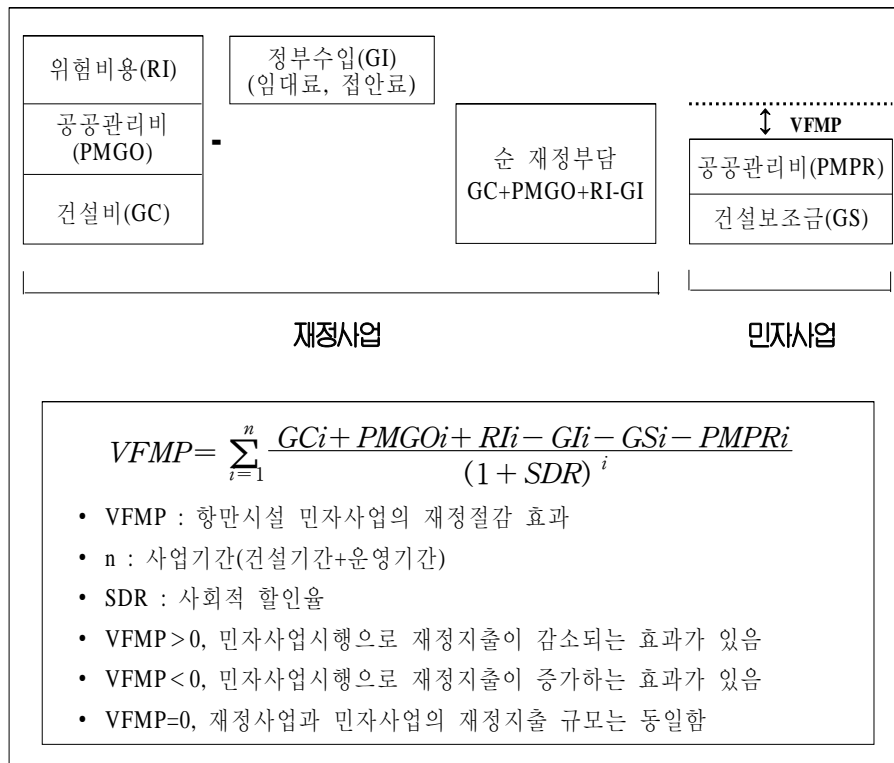 위험비용(RI)
공공관리비
(PMGO)
건설비(GC)
-
정부수입(GI)
(임대료, 접안료)
순 재정부담
GC+PMGO+RI-GI
↕ VFMP
공공관리비(PMPR)
건설보조금(GS)
재정사업
민자사업
VFMP= \sum_{i=1}^{n} \frac{GCi+PMGOi+RIi-GIi-GSi-PMPRi}{(1+SDR)^{i}}
• VFMP : 항만시설 민자사업의 재정절감 효과
• n : 사업기간(건설기간+운영기간)
• SDR : 사회적 할인율
• VFMP>0, 민자사업시행으로 재정지출이 감소되는 효과가 있음
• VFMP<0, 민자사업시행으로 재정지출이 증가하는 효과가 있음
• VFMP=0, 재정사업과 민자사업의 재정지출 규모는 동일함